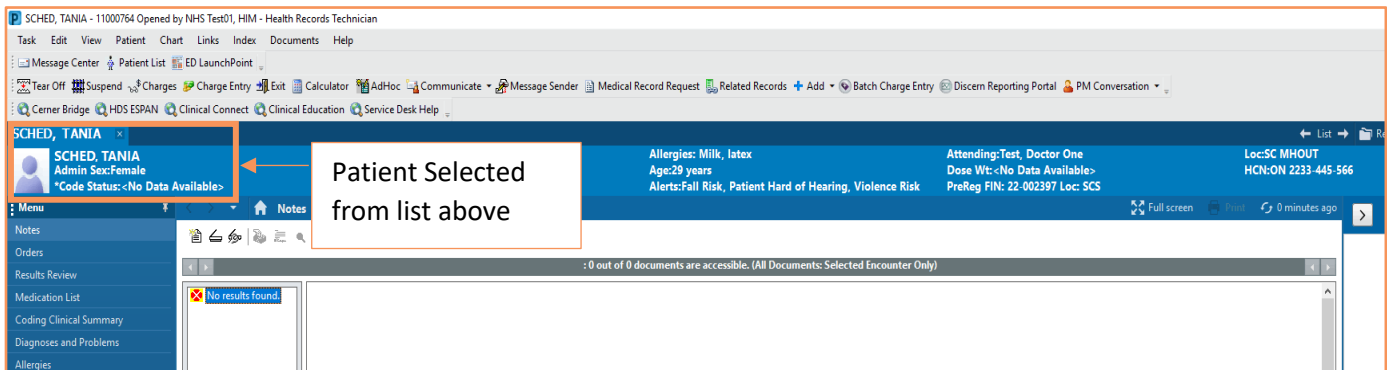 SCHED, TANIA - 11000764 Opened by NHS Test01, HIM - Health Records Technician
Task Edit View Patient Chart Links Index Documents Help
Message Center Patient List ED LaunchPoint
Tear Off Suspend Charges Charge Entry Exit Calculator AdHoc Communicate Message Sender Medical Record Request Related Records Add Batch Charge Entry Discern Reporting Portal PM Conversation
Cerner Bridge HDS ESPAN Clinical Connect Clinical Education Service Desk Help
SCHED, TANIA List
SCHED, TANIA Allergies: Milk, latex Attending:Test, Doctor One Loc:SC MHOUT
Admin Sex:Female Age:29 years Dose Wt:<No Data Available> HCN:ON 2233-445-566
*Code Status:<No Data Available> Alerts:Fall Risk, Patient Hard of Hearing, Violence Risk PreReg FIN: 22-002397 Loc: SCS
Patient Selected
from list above
Menu Notes Full screen Print 0 minutes ago
Notes
Orders
: 0 out of 0 documents are accessible. (All Documents: Selected Encounter Only)
Results Review
Medication List No results found.
Coding Clinical Summary
Diagnoses and Problems
Allergies